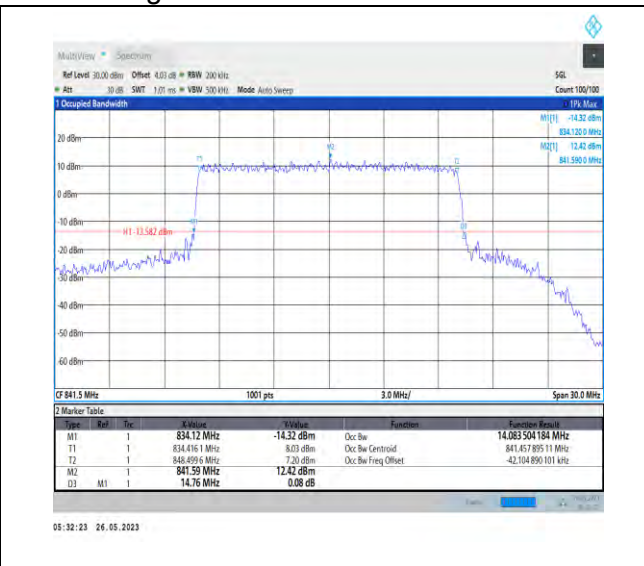 MultiView Spectrum
Ref Level 30.00 dBm Offset 4.03 dB RBW 200 kHz SGL
Att 30 dB SWT 1.01 ms VBW 500 kHz Mode Auto Sweep Count 100/100
1 Occupied Bandwidth 1Pk Max
M1[1] -14.32 dBm
834.120 0 MHz
M2[1] 12.42 dBm
841.590 0 MHz
20 dBm
M2
T1
T2
10 dBm
0 dBm
-10 dBm
M1
D3
H1 -13.582 dBm
-20 dBm
-30 dBm
-40 dBm
-50 dBm
-60 dBm
CF 841.5 MHz 1001 pts 3.0 MHz/ Span 30.0 MHz
2 Marker Table
Type Ref Trc X-Value Y-Value Function Function Result
M1 1 834.12 MHz -14.32 dBm Occ Bw 14.083 504 184 MHz
T1 1 834.416 1 MHz 8.03 dBm Occ Bw Centroid 841.457 895 11 MHz
T2 1 848.499 6 MHz 7.20 dBm Occ Bw Freq Offset -42.104 890 101 kHz
M2 1 841.59 MHz 12.42 dBm
D3 M1 1 14.76 MHz 0.08 dB
05:32:23 26.05.2023